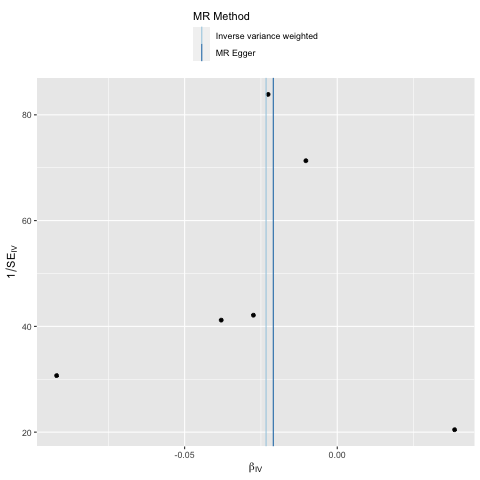 MR Method
Inverse variance weighted
MR Egger
80
60
40
20
1/SE_IV
-0.05
0.00
β_IV